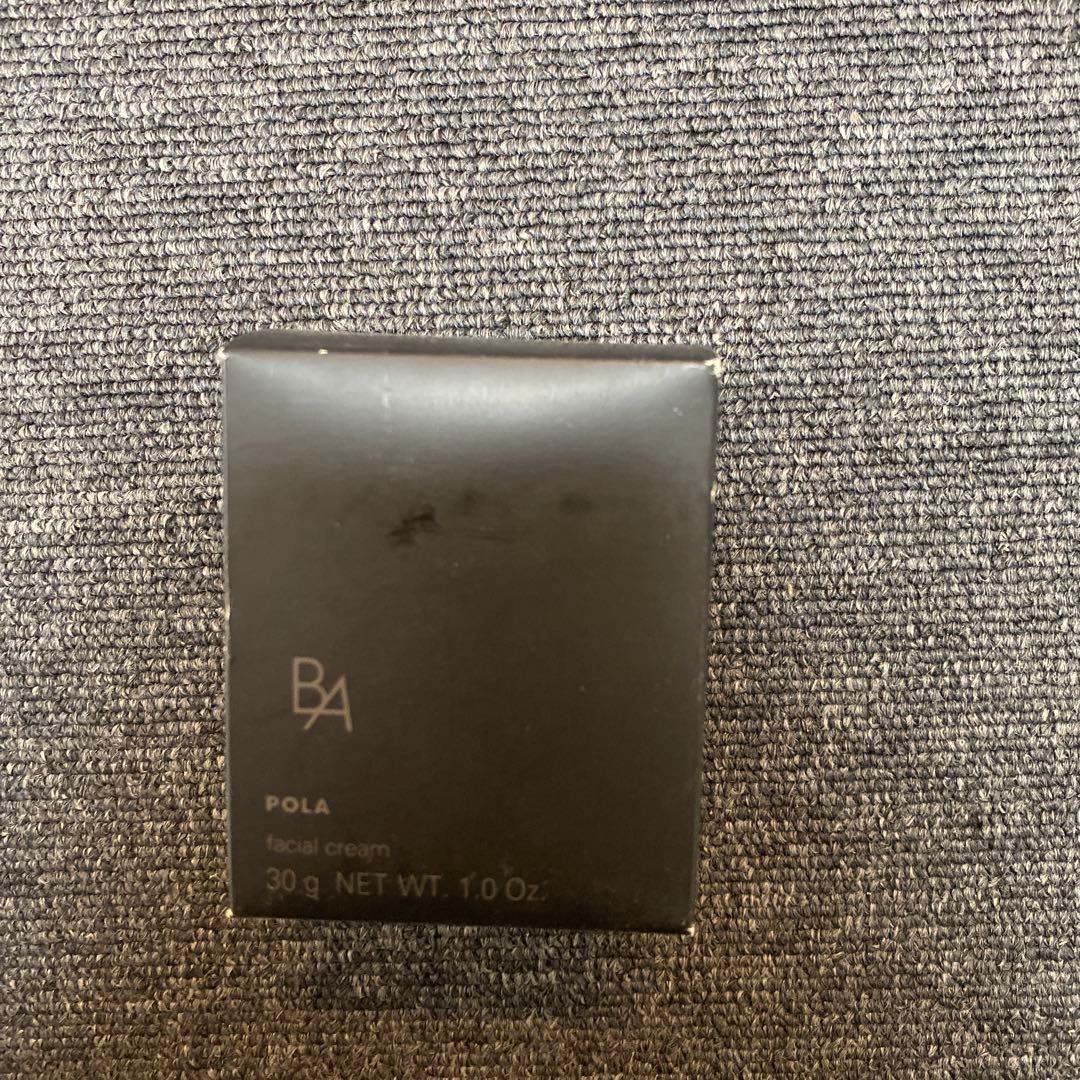 BA
POLA
facial cream
30 g NET WT. 1.0 Oz.